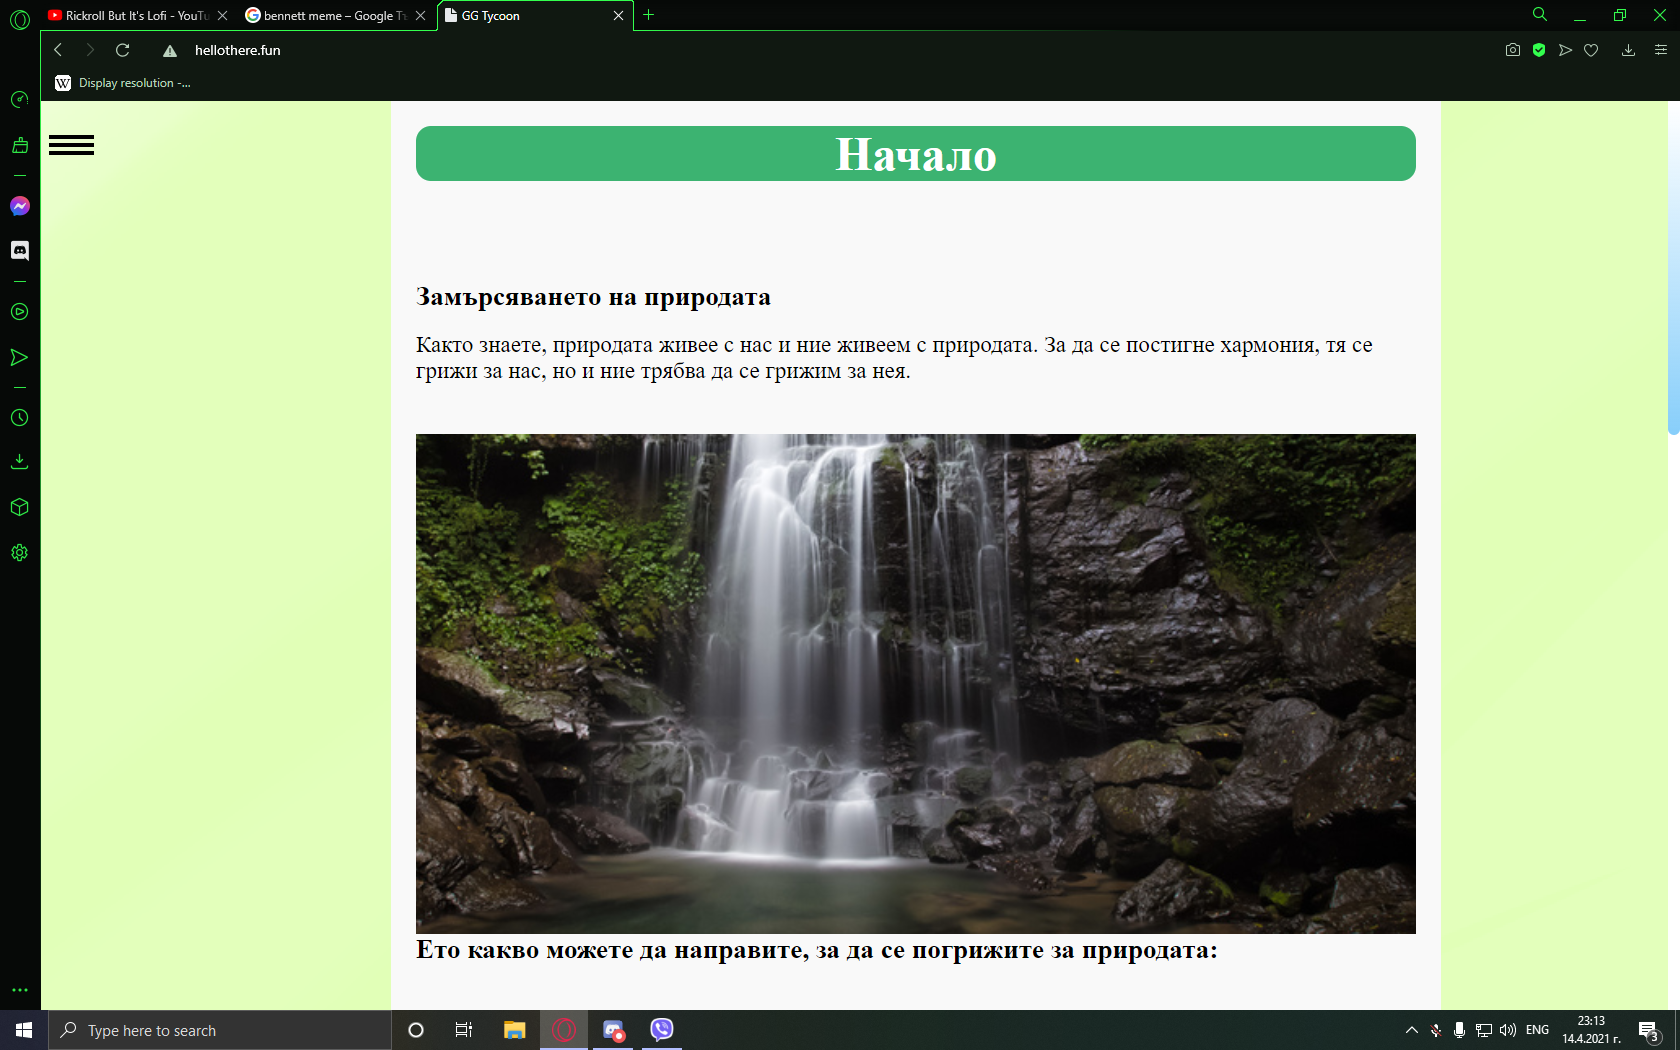 Rickroll But It's Lofi - YouTu
bennett meme – Google Тъ
GG Tycoon
hellothere.fun
W Display resolution -...
Начало
Замърсяването на природата
Както знаете, природата живее с нас и ние живеем с природата. За да се постигне хармония, тя се
грижи за нас, но и ние трябва да се грижим за нея.
Ето какво можете да направите, за да се погрижите за природата:
Type here to search
ENG
23:13
14.4.2021 г.
3